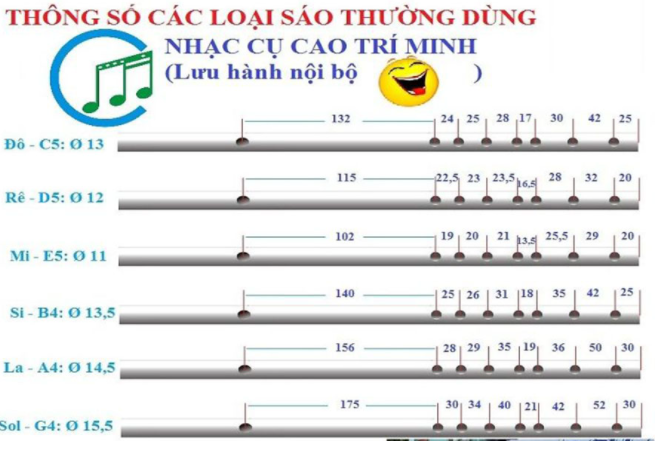 THÔNG SỐ CÁC LOẠI SÁO THƯỜNG DÙNG
NHẠC CỤ CAO TRÍ MINH
(Lưu hành nội bộ )
132 24 25 28 17 30 42 25
Đô - C5: Ø 13
115 22,5 23 23,5 16,5 28 32 20
Rê - D5: Ø 12
102 19 20 21 13,5 25,5 29 20
Mi - E5: Ø 11
140 25 26 31 18 35 42 25
Si - B4: Ø 13,5
156 28 29 35 19 36 50 30
La - A4: Ø 14,5
175 30 34 40 21 42 52 30
Sol - G4: Ø 15,5